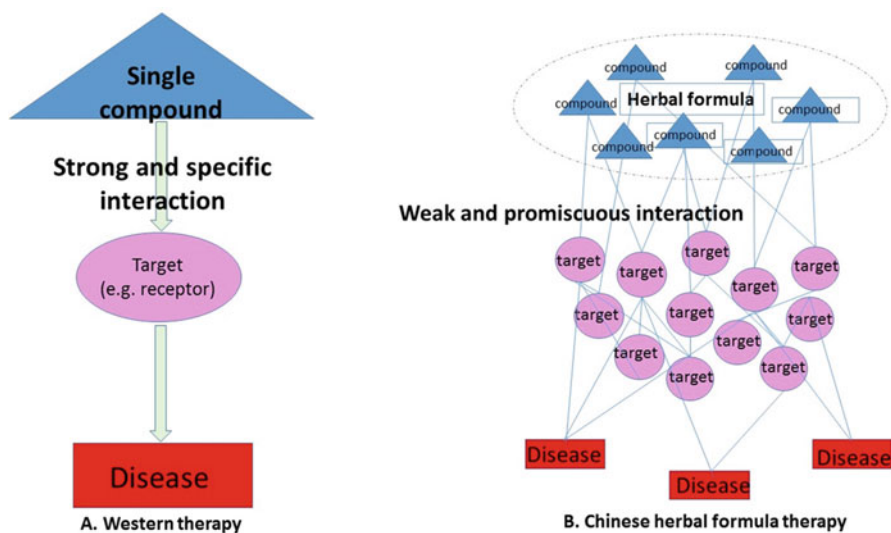 Single
compound
Strong and specific
interaction
Target
(e.g. receptor)
Disease
A. Western therapy
compound
compound
Herbal formula
compound
compound
compound
compound
compound
Weak and promiscuous interaction
target
target
target
target
target
target
target
target
target
target
target
target
Disease
Disease
Disease
B. Chinese herbal formula therapy